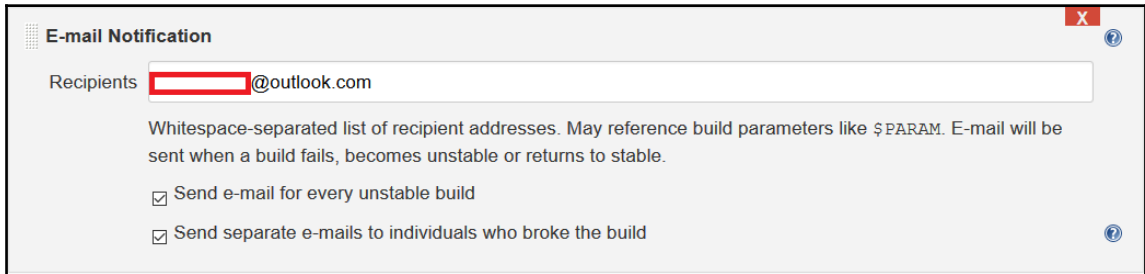 X
E-mail Notification
?
Recipients @outlook.com
Whitespace-separated list of recipient addresses. May reference build parameters like $PARAM. E-mail will be
sent when a build fails, becomes unstable or returns to stable.
Send e-mail for every unstable build
Send separate e-mails to individuals who broke the build
?